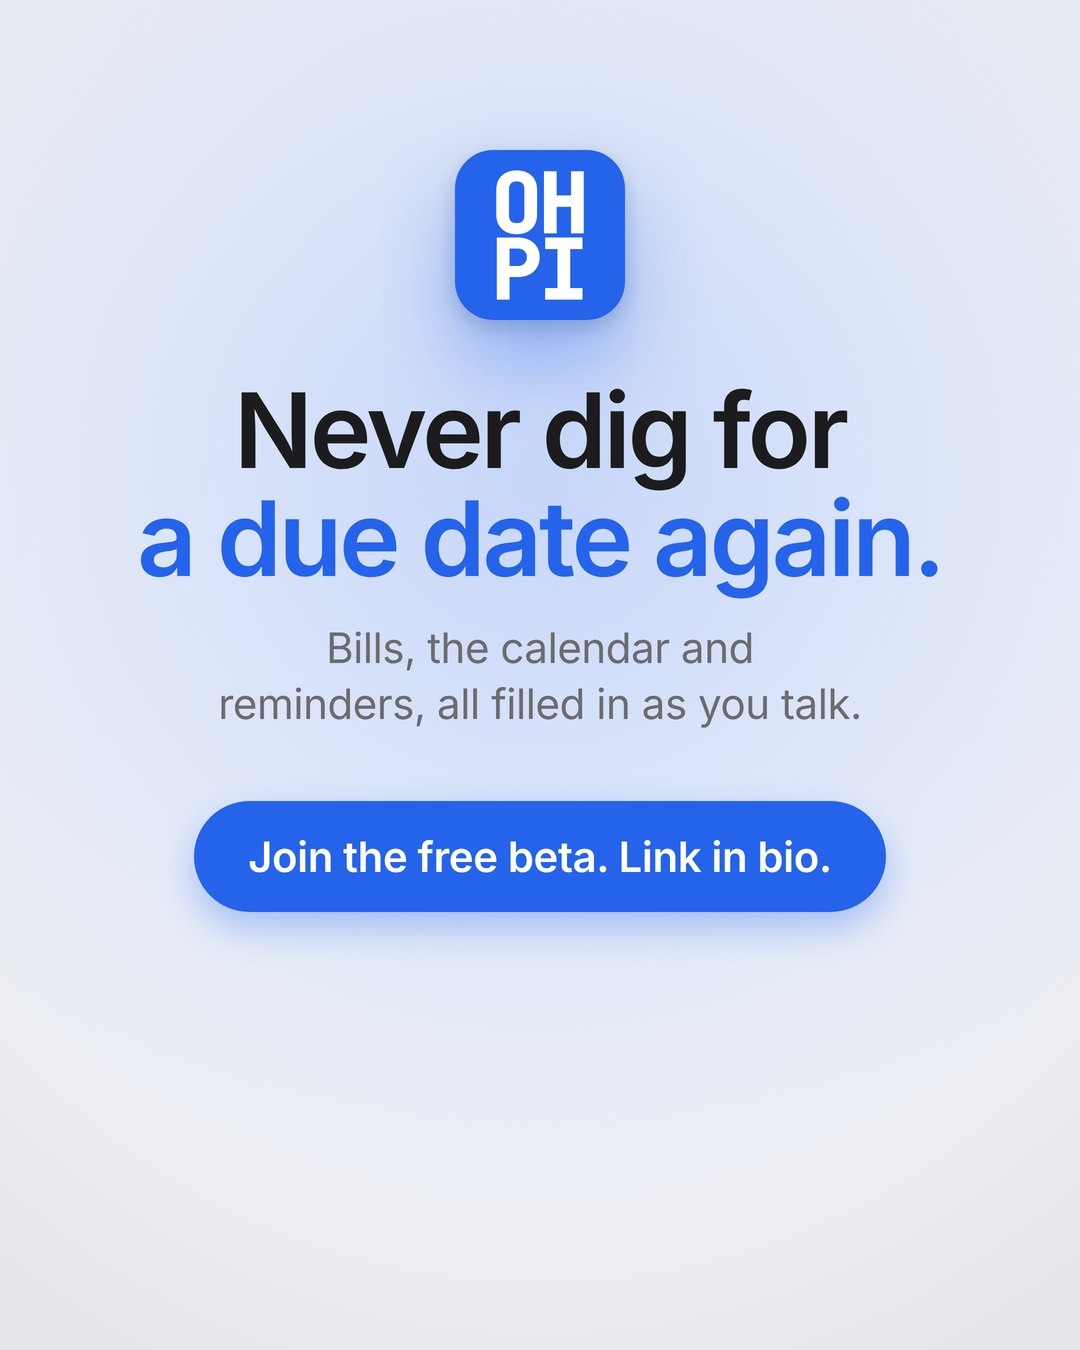 OH
PI
Never dig for
a due date again.
Bills, the calendar and
reminders, all filled in as you talk.
Join the free beta. Link in bio.